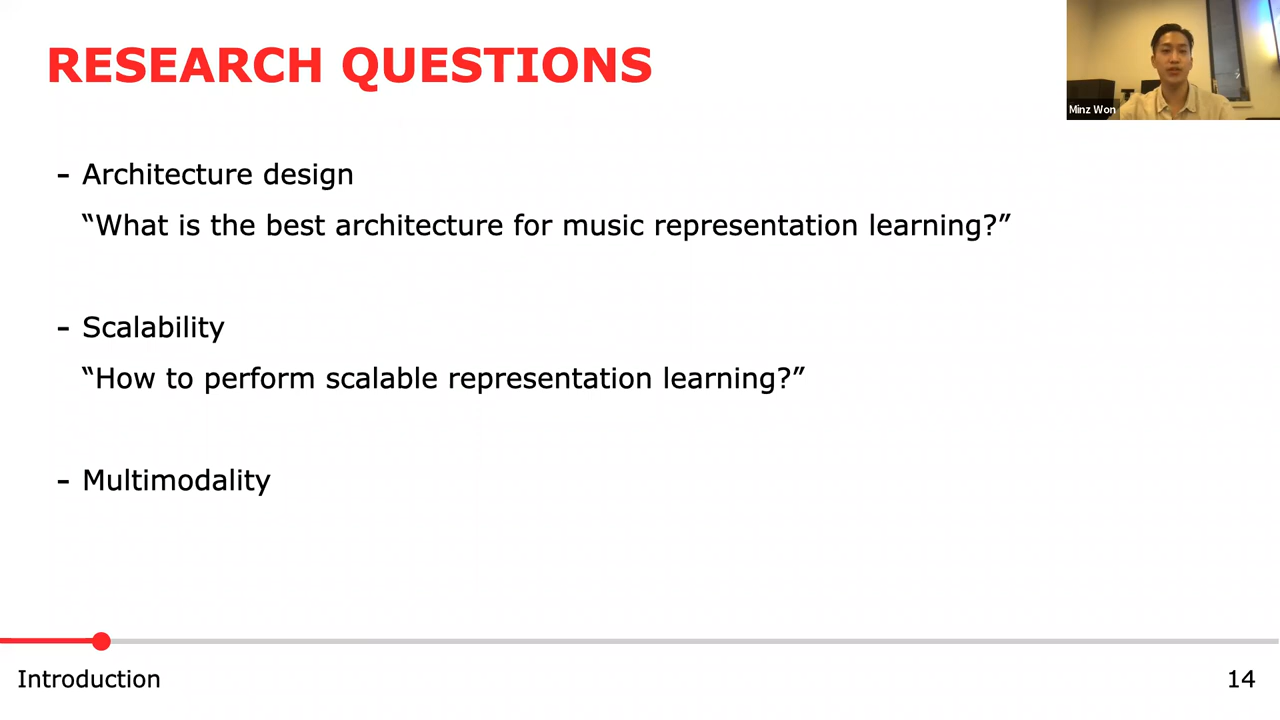 RESEARCH QUESTIONS
Minz Won
- Architecture design
“What is the best architecture for music representation learning?”
- Scalability
“How to perform scalable representation learning?”
- Multimodality
Introduction
14